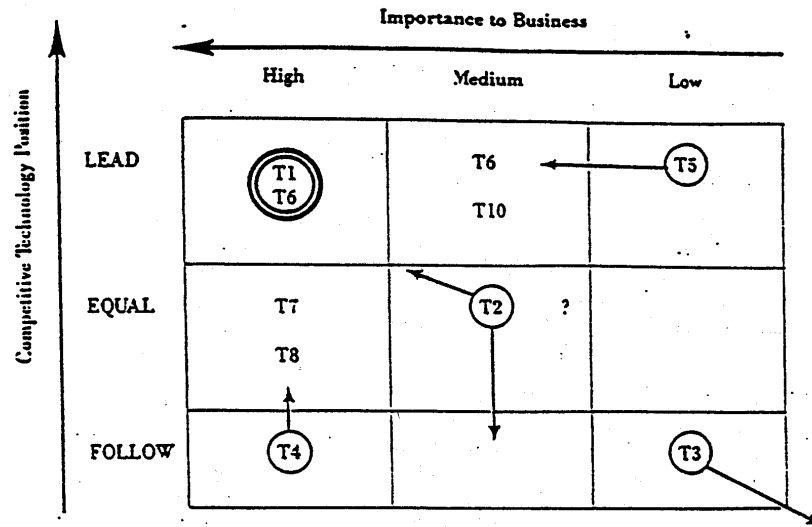 Importance to Business
High Medium Low
Competitive Technology Position
LEAD T1 T6 T6 T10 T5
EQUAL T7 T8 T2 ?
FOLLOW T4 T3